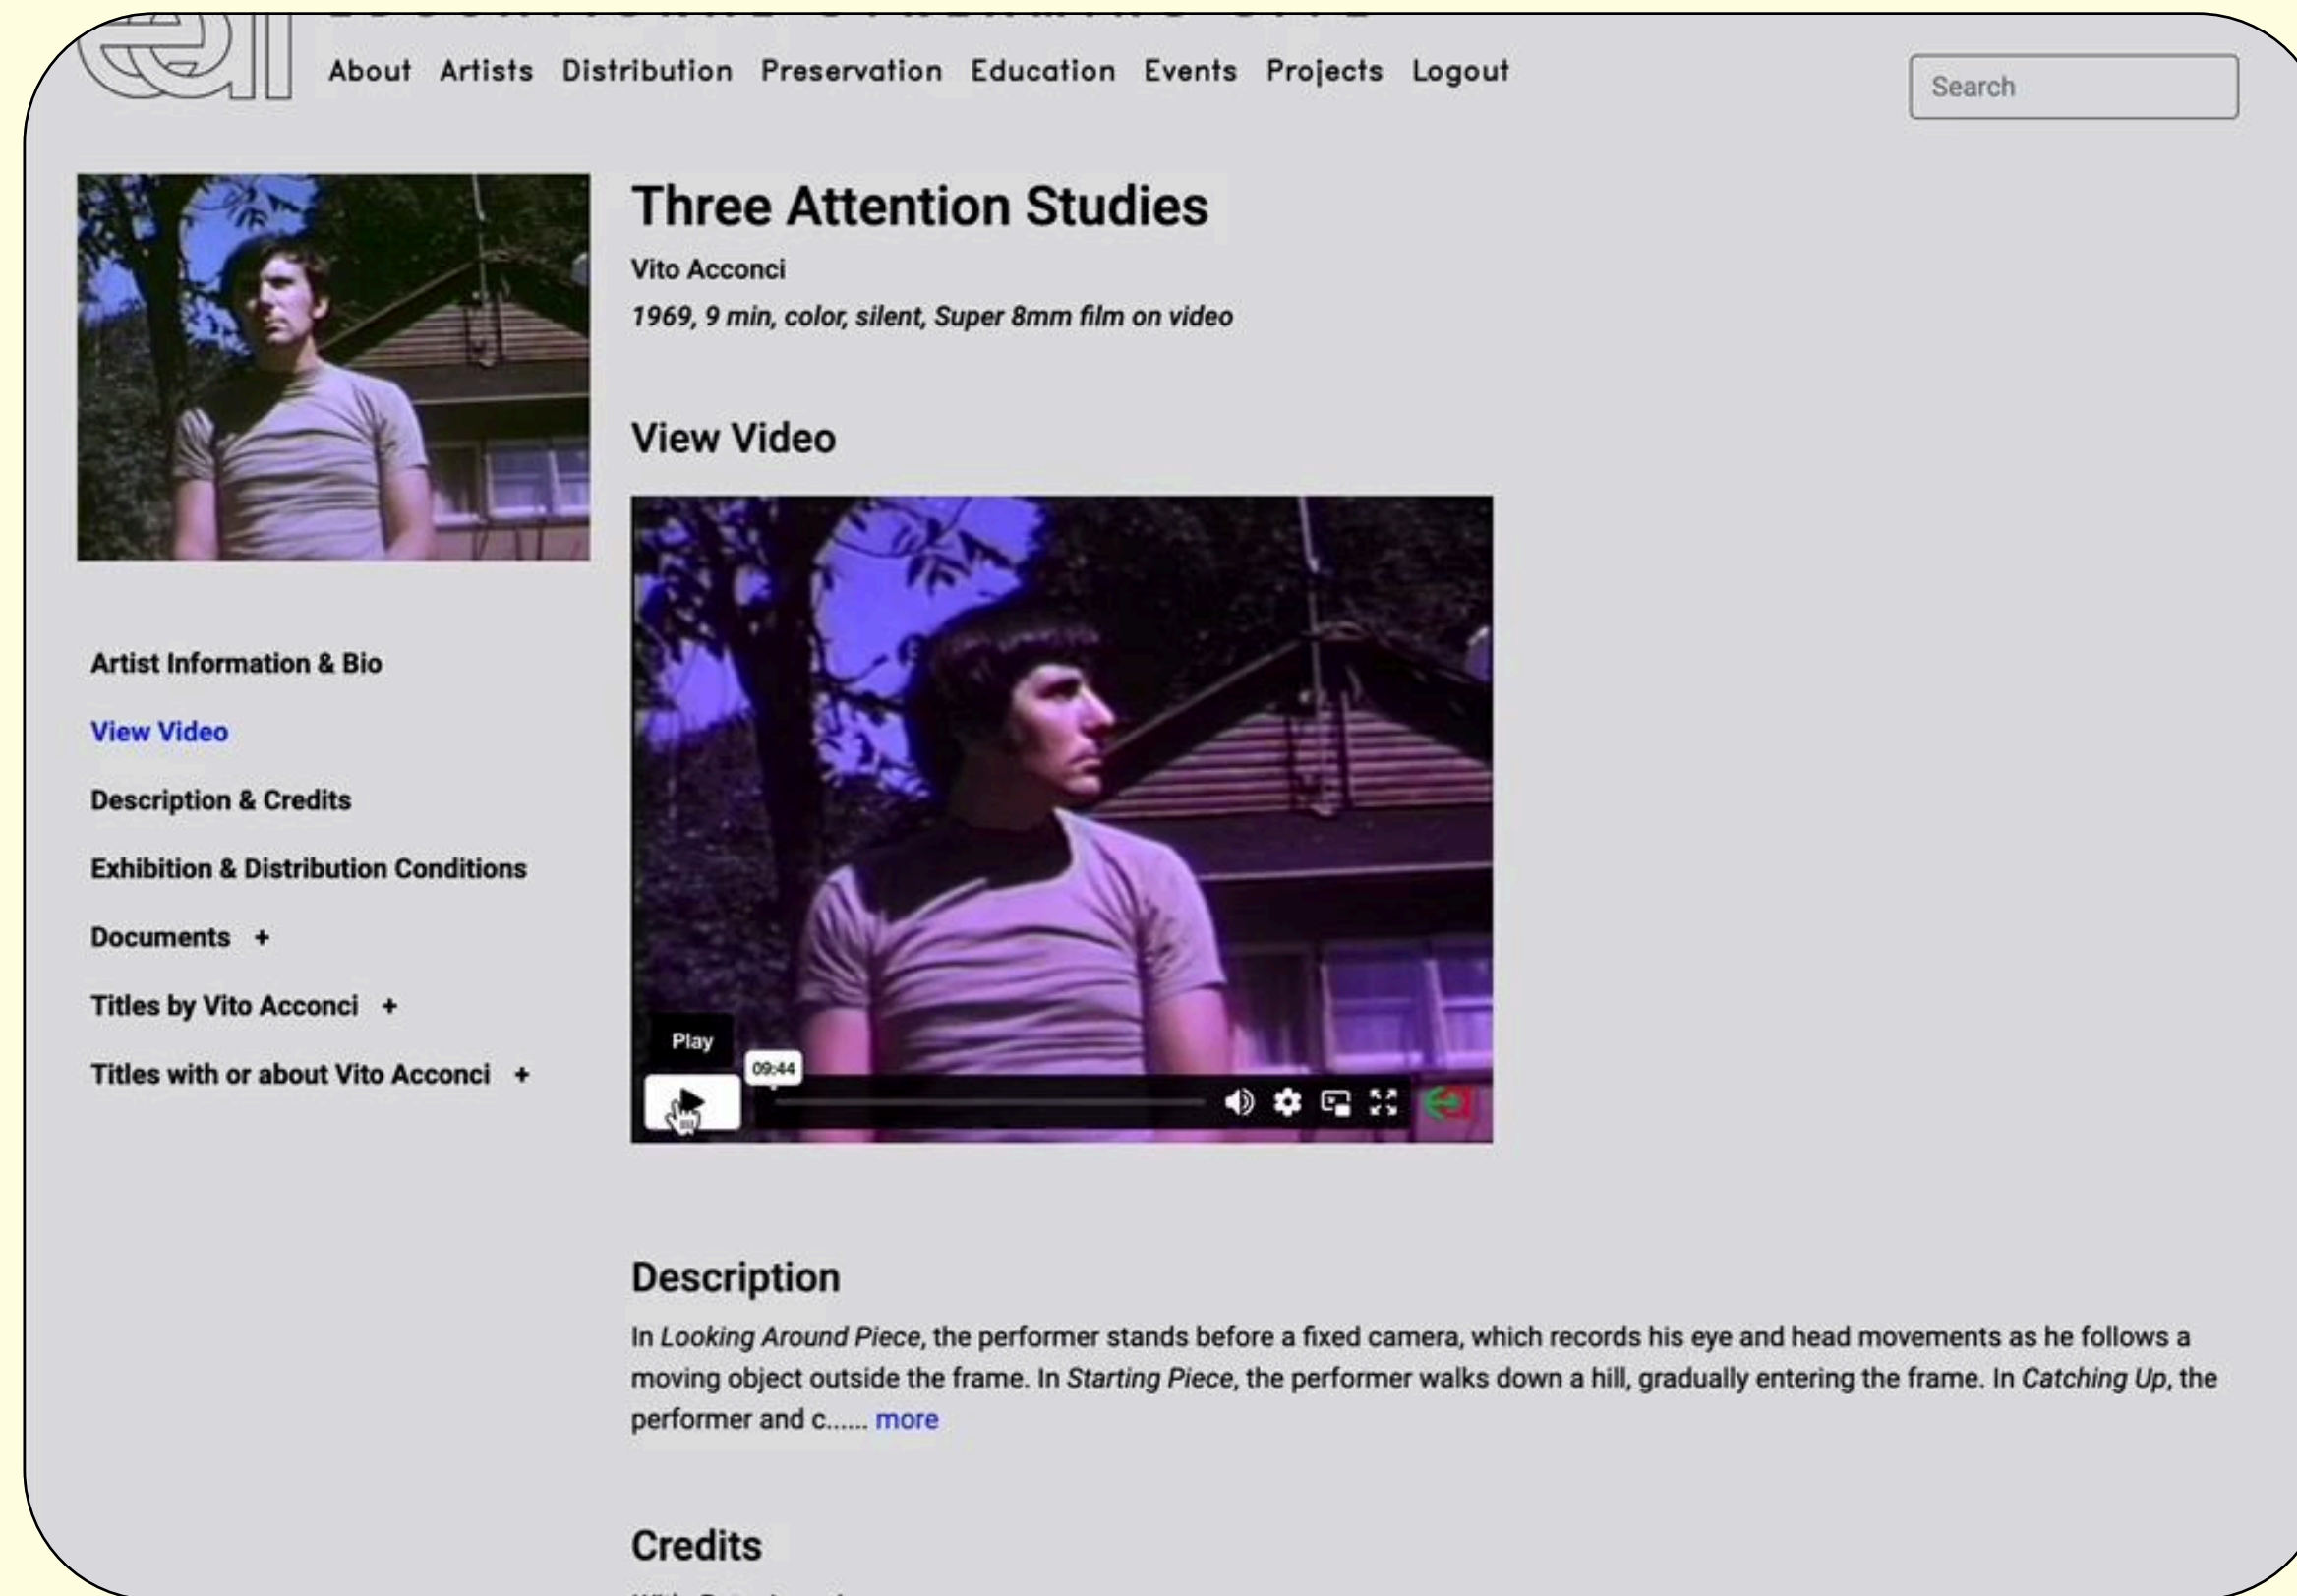 eai
About Artists Distribution Preservation Education Events Projects Logout
Search
Three Attention Studies
Vito Acconci
1969, 9 min, color, silent, Super 8mm film on video
View Video
Artist Information & Bio
View Video
Description & Credits
Exhibition & Distribution Conditions
Documents +
Titles by Vito Acconci +
Titles with or about Vito Acconci +
Play
09:44
eai
Description
In Looking Around Piece, the performer stands before a fixed camera, which records his eye and head movements as he follows a
moving object outside the frame. In Starting Piece, the performer walks down a hill, gradually entering the frame. In Catching Up, the
performer and c...... more
Credits